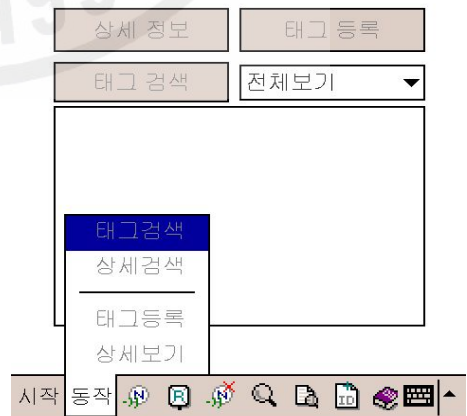 상세 정보 태그 등록
태그 검색 전체보기
태그검색
상세검색
태그등록
상세보기
시작 동작 N R N ID